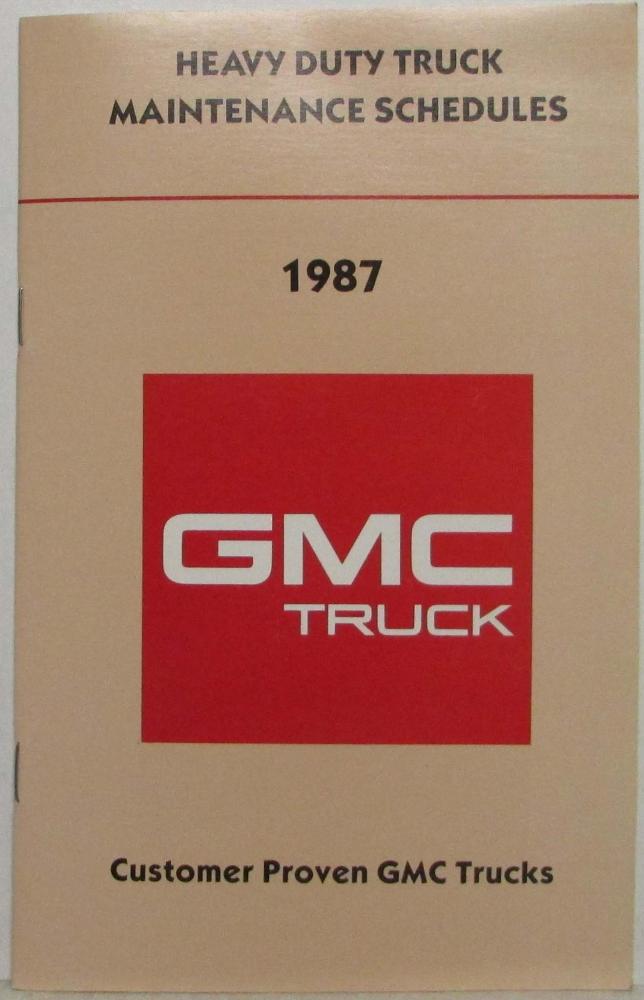 HEAVY DUTY TRUCK
MAINTENANCE SCHEDULES
1987
GMC
TRUCK
Customer Proven GMC Trucks